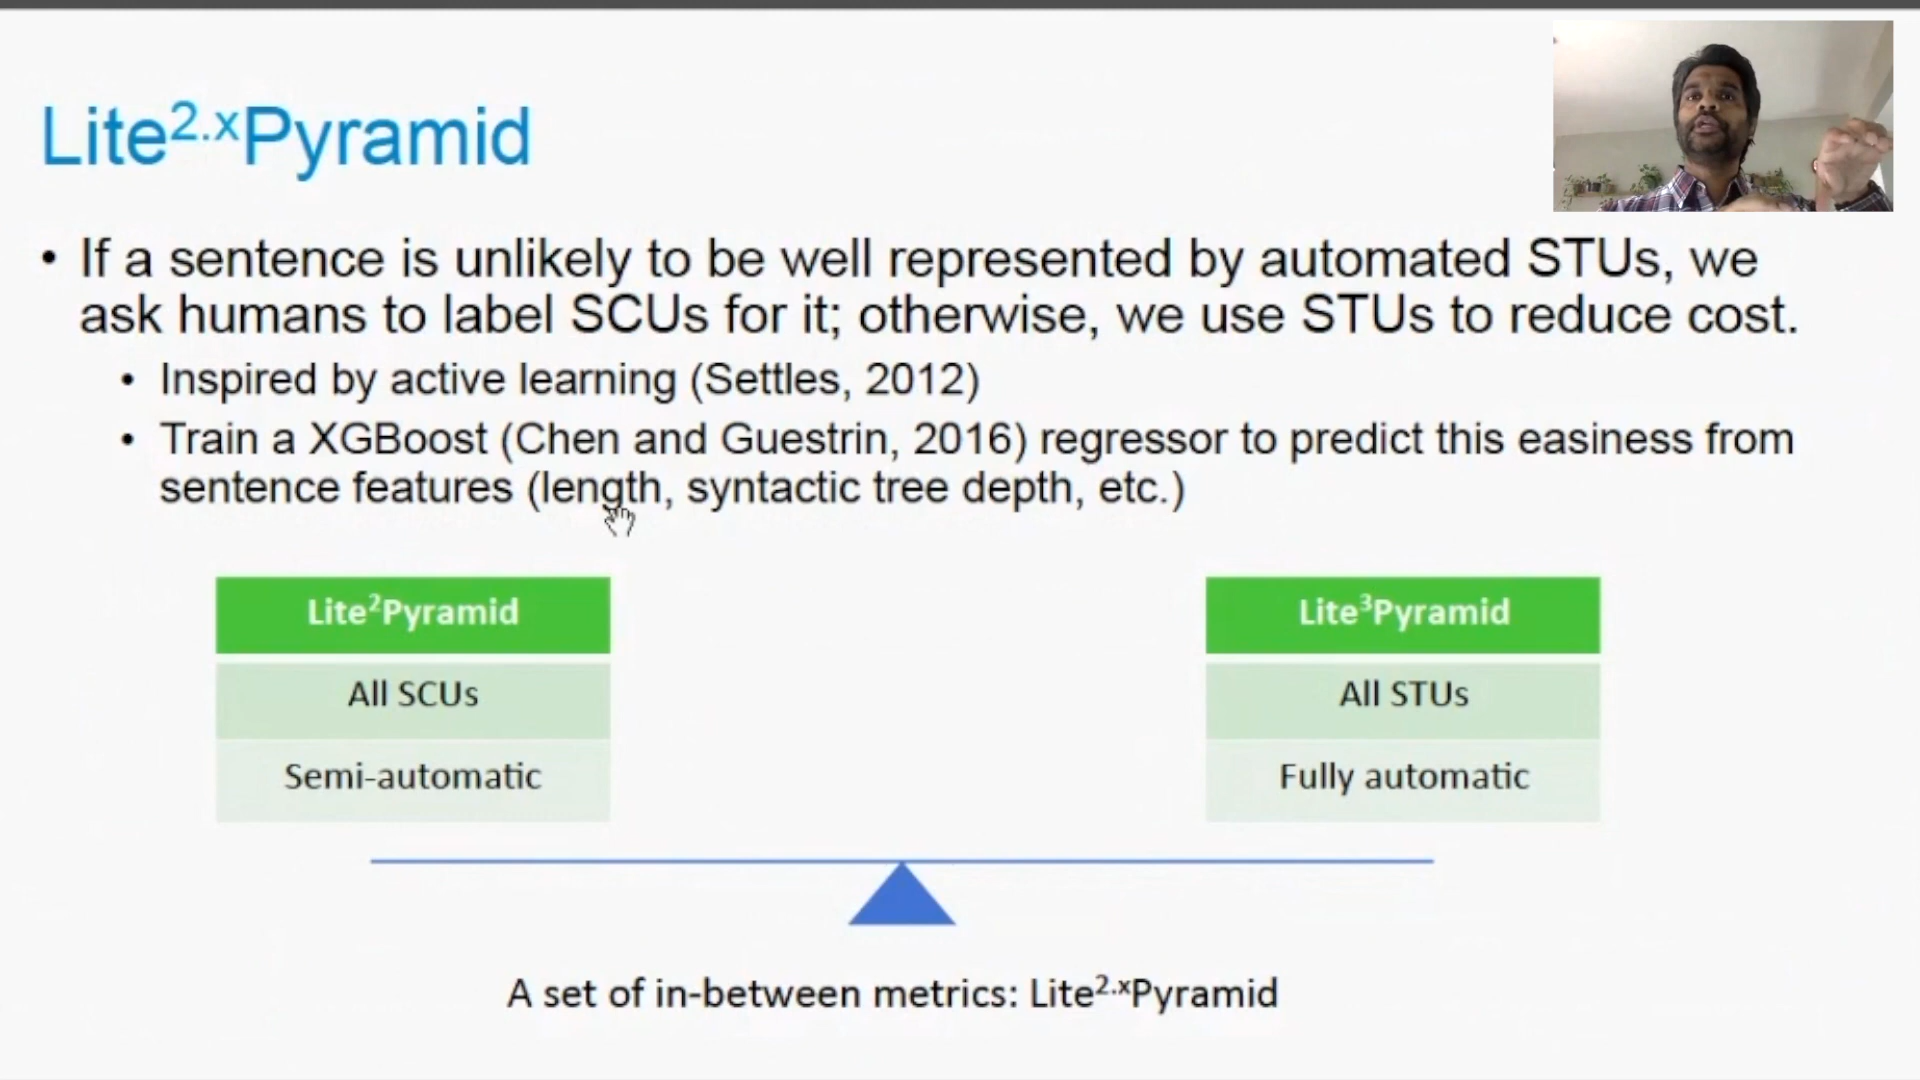 Lite2.xPyramid
• If a sentence is unlikely to be well represented by automated STUs, we
ask humans to label SCUs for it; otherwise, we use STUs to reduce cost.
• Inspired by active learning (Settles, 2012)
• Train a XGBoost (Chen and Guestrin, 2016) regressor to predict this easiness from
sentence features (length, syntactic tree depth, etc.)
Lite2Pyramid
All SCUs
Semi-automatic
Lite3Pyramid
All STUs
Fully automatic
A set of in-between metrics: Lite2.xPyramid